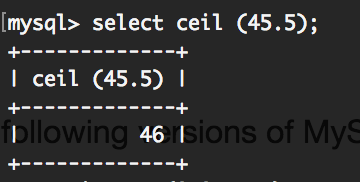 [mysql> select ceil (45.5);
+-------------+
| ceil (45.5) |
+-------------+
following versions of MyS
| 46 |
+-------------+